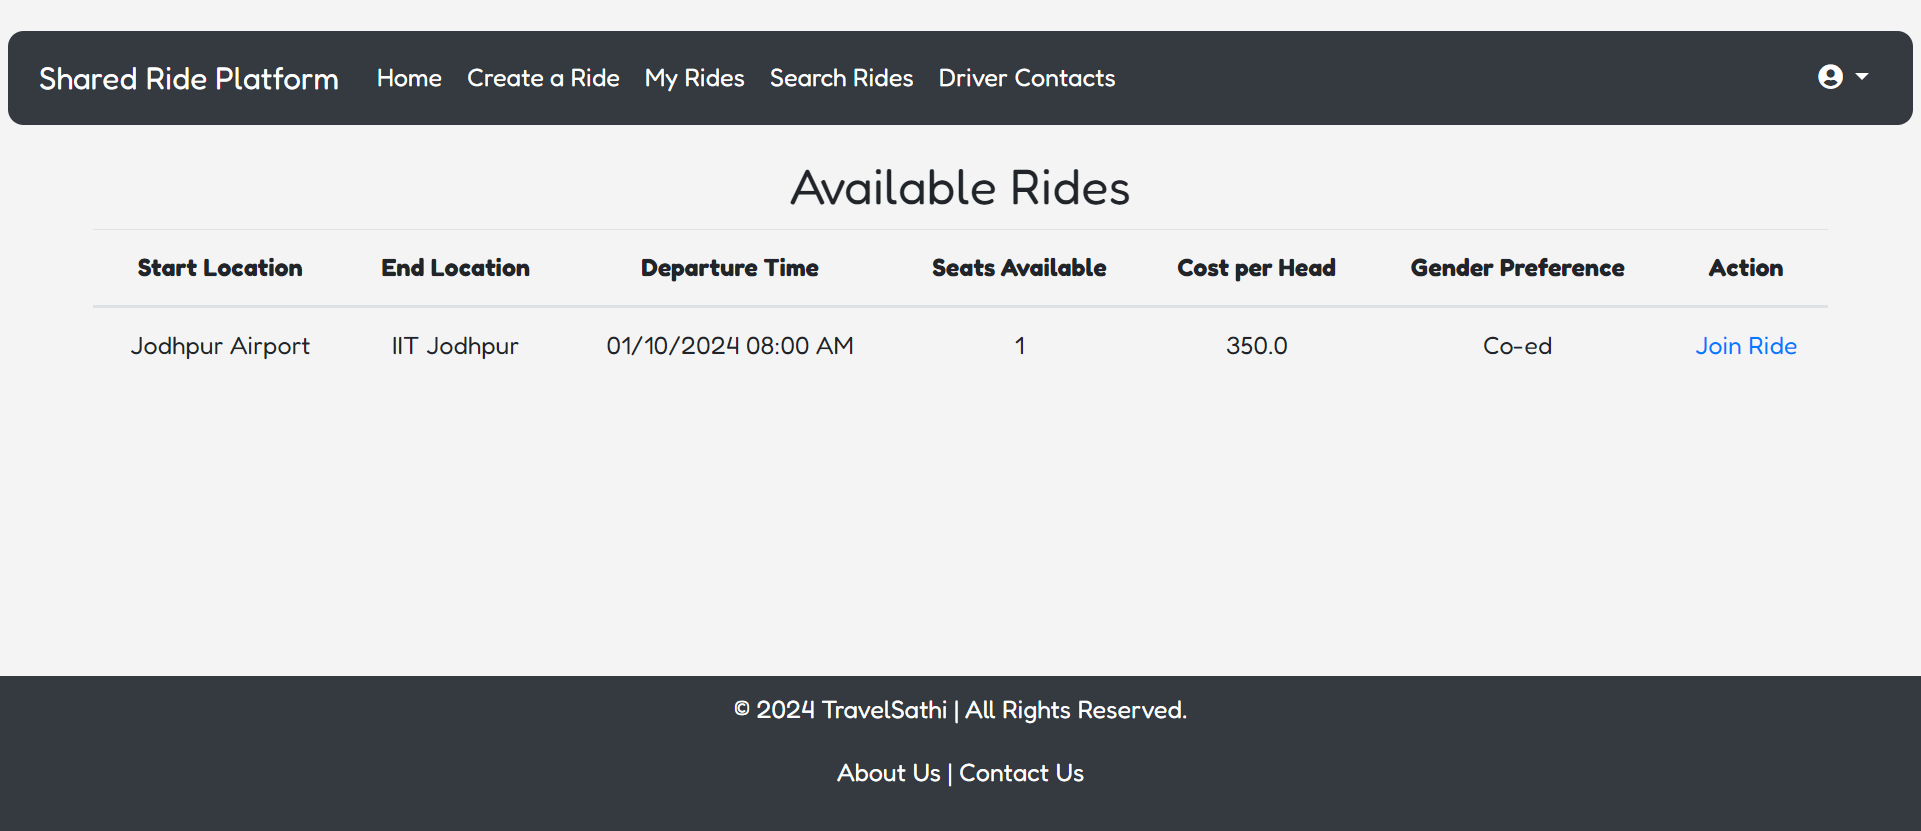 Shared Ride Platform Home Create a Ride My Rides Search Rides Driver Contacts
Available Rides
Start Location End Location Departure Time Seats Available Cost per Head Gender Preference Action
Jodhpur Airport IIT Jodhpur 01/10/2024 08:00 AM 1 350.0 Co-ed Join Ride
© 2024 TravelSathi | All Rights Reserved.
About Us | Contact Us